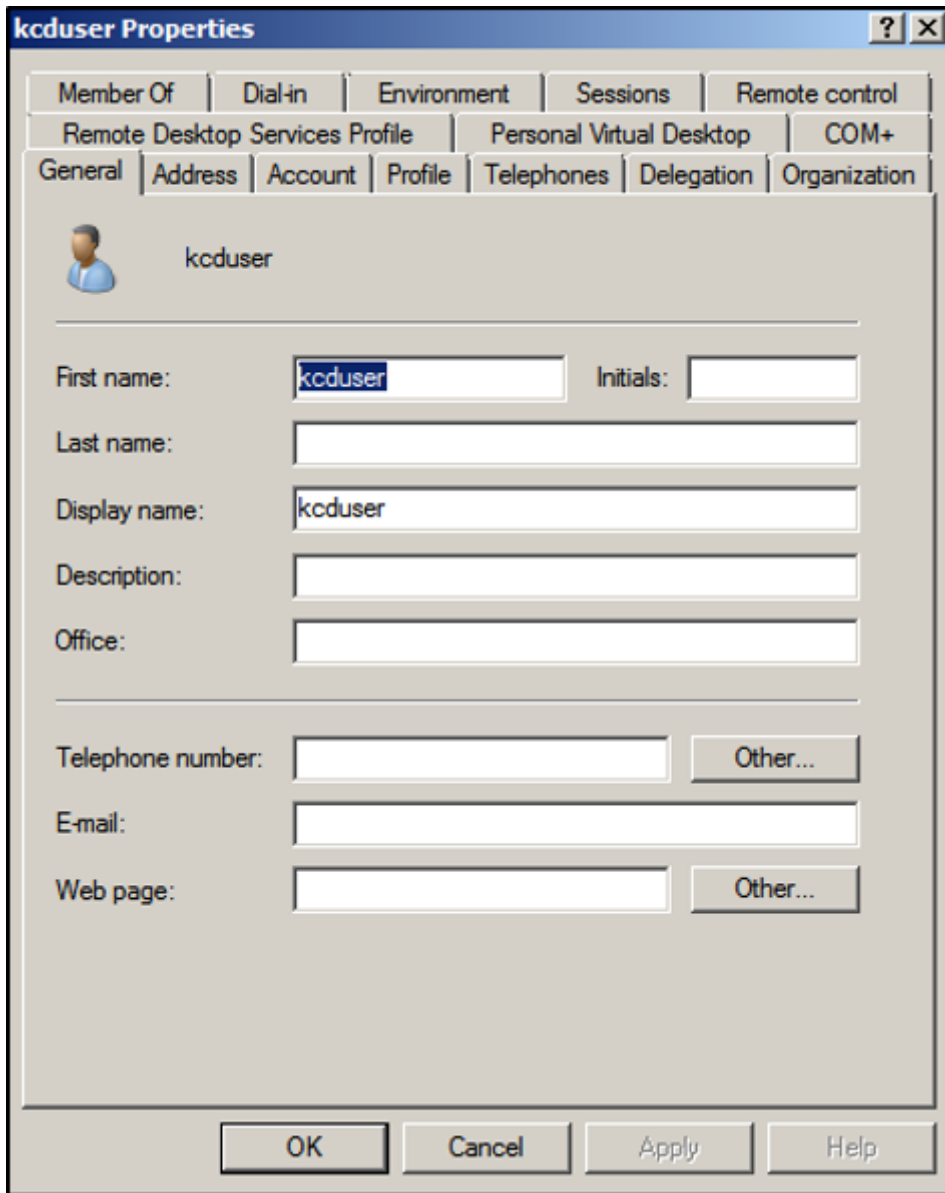 kcduser Properties
Member Of Dial-in Environment Sessions Remote control
Remote Desktop Services Profile Personal Virtual Desktop COM+
General Address Account Profile Telephones Delegation Organization
kcduser
First name: kcduser Initials:
Last name:
Display name: kcduser
Description:
Office:
Telephone number: Other...
E-mail:
Web page: Other...
OK Cancel Apply Help